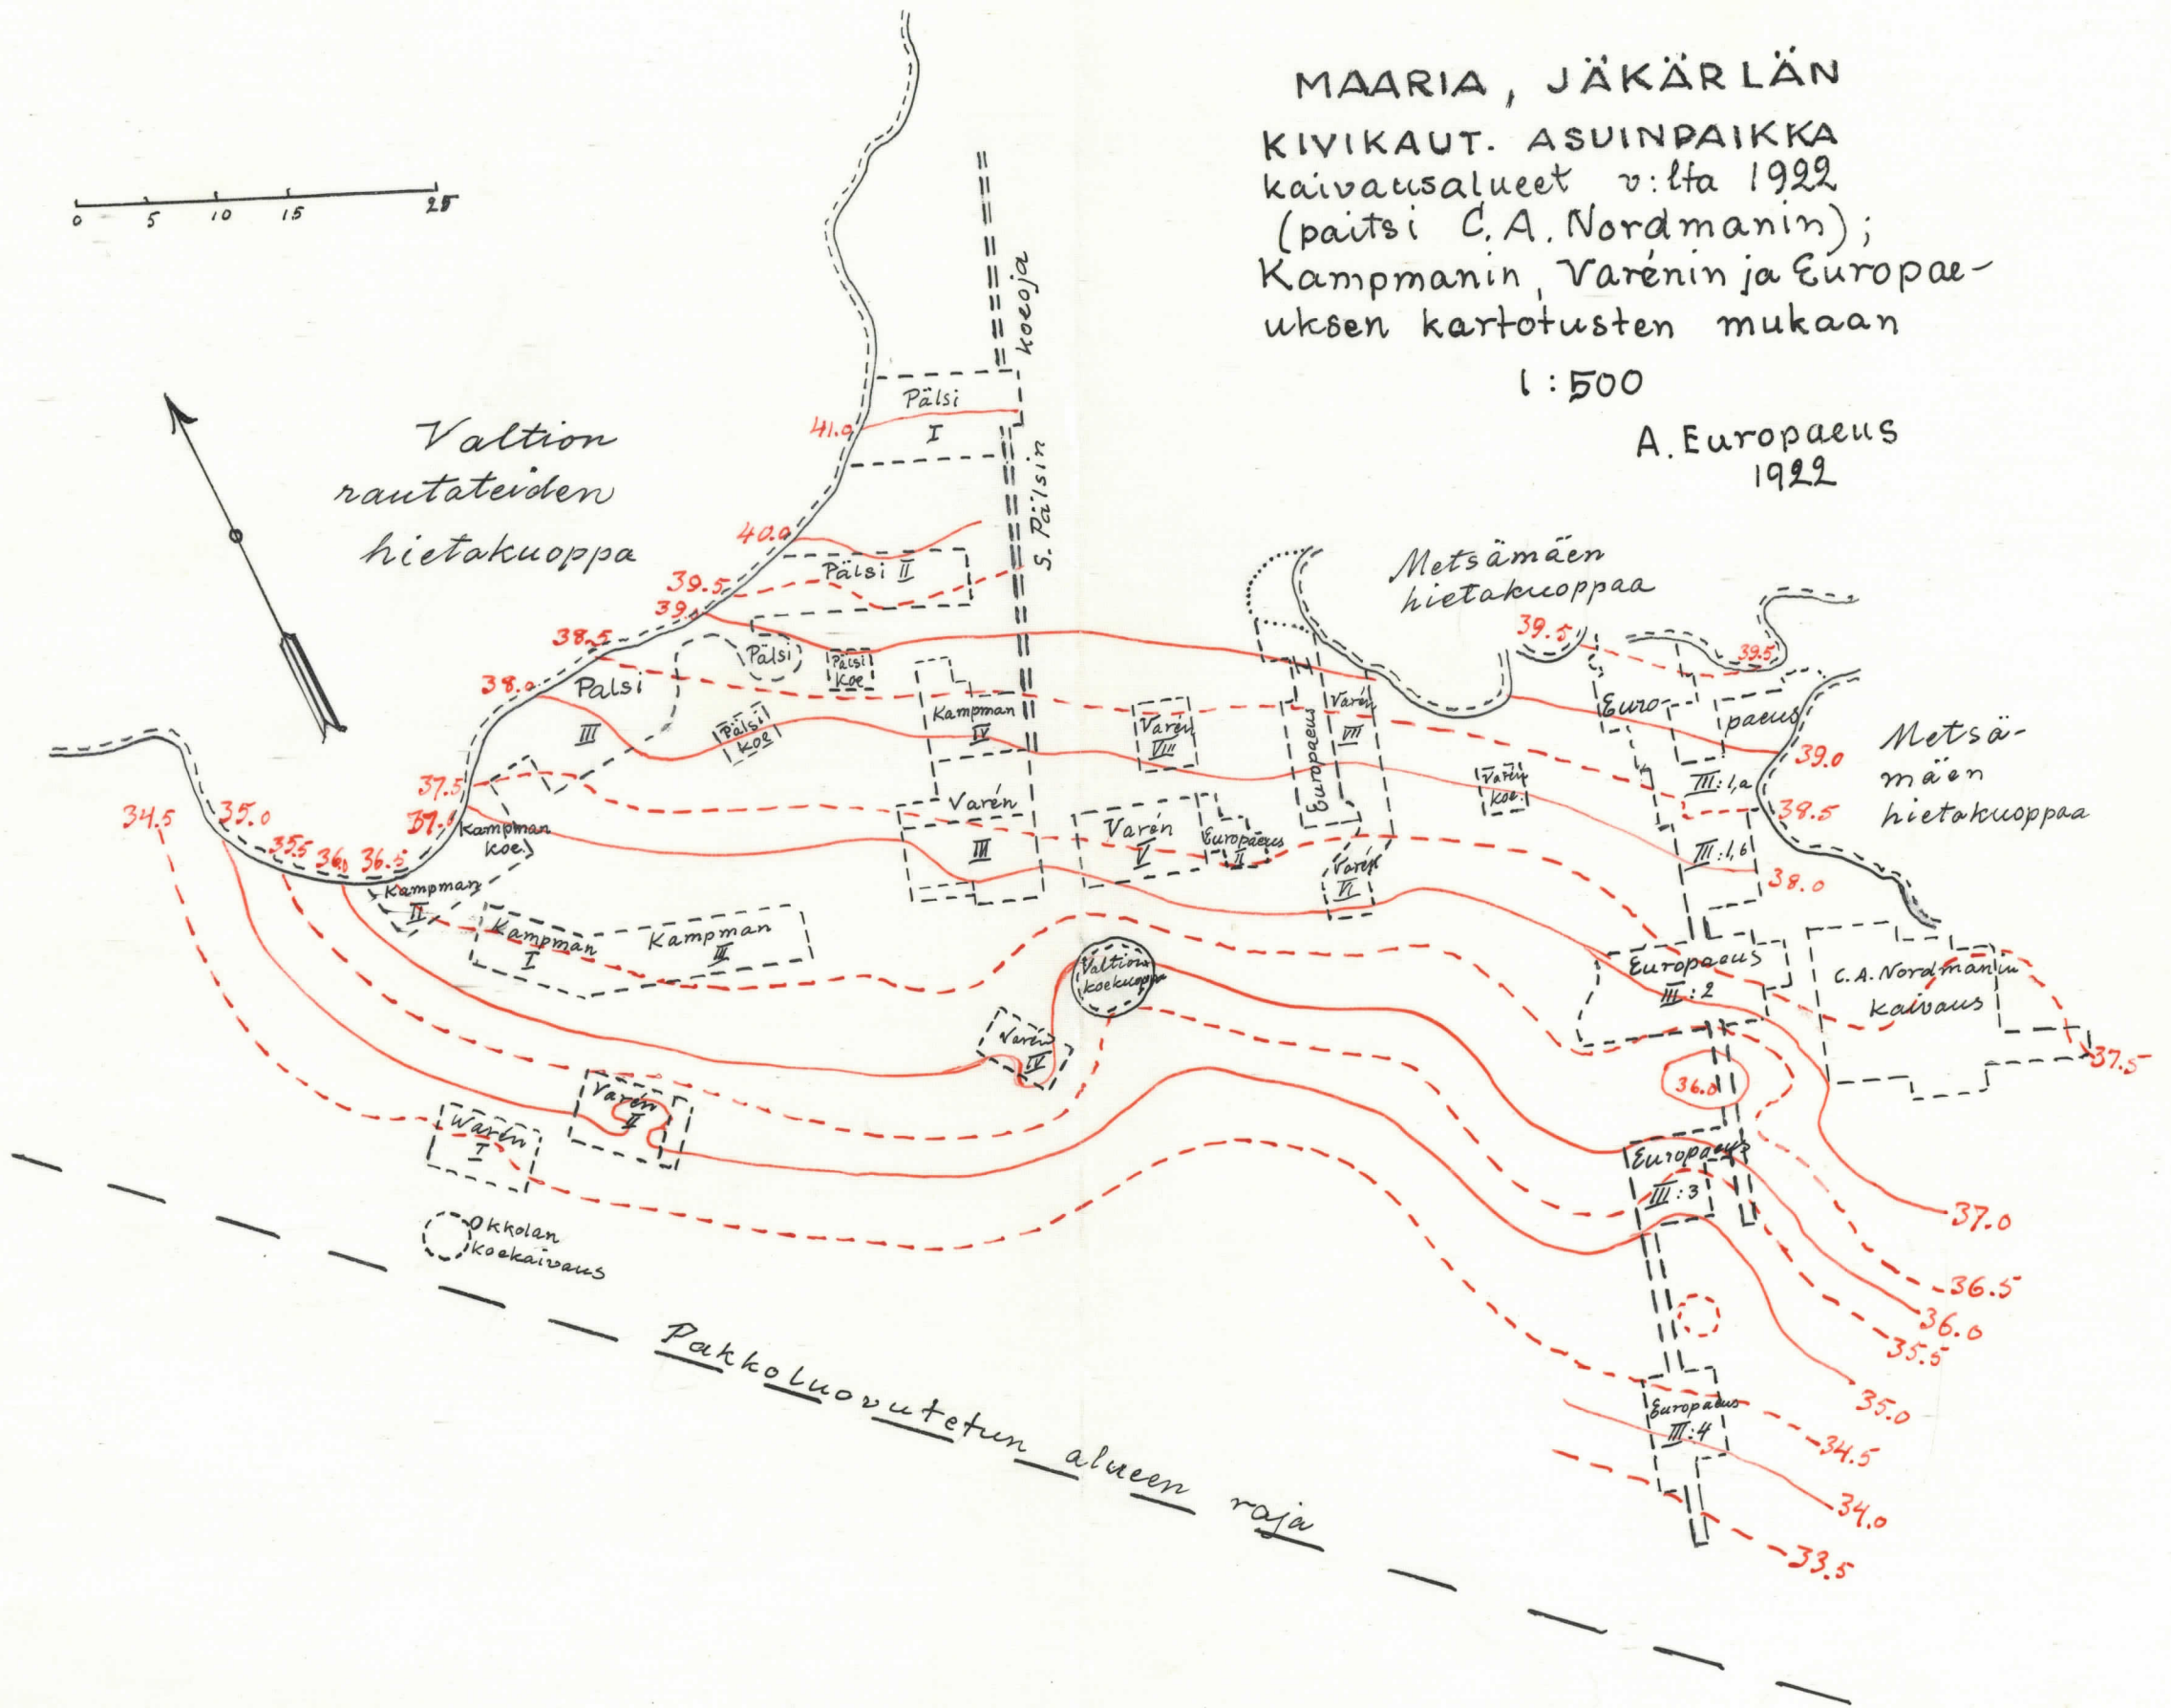 MAARIA, JÄKÄRLÄN
KIVIKAUT. ASUINPAIKKA
kaivausalueet v:lta 1922
(paitsi C.A. Nordmanin);
Kampmanin, Varénin ja Europae-
uksen kartotusten mukaan
1:500
A. Europaeus
1922
0 5 10 15 25
Valtion
rautateiden
hietakuoppa
S. Pälsin koeoja
Pälsi
I
41.0
40.0
Pälsi II
39.5
39.
38.5
38.0
Pälsi
Pälsi
koe
Palsi
III
Pälsi
koe
Kampman
IV
Varén
VIII
Europaeus
I
Varén
VII
Metsämäen
hietakuoppaa
39.5
39.5
Euro-
paeus
III:1,a
III:1,b
39.0
38.5
38.0
Metsä-
mäen
hietakuoppaa
Varén
koe.
37.5
37.0
Kampman
koe.
34.5
35.0
35.5
36.0
36.5
Kampman
II
Kampman
I
Kampman
III
Varén
III
Varén
V
Europaeus
II
Varén
VI
Valtion
koekuoppa
Varén
IV
Varén
II
Warén
I
Okkolan
koekaivaus
Europaeus
III:2
C.A. Nordmanin
kaivaus
37.5
36.0
Europaeus
III:3
37.0
36.5
36.0
35.5
35.0
Europaeus
III:4
34.5
34.0
33.5
Pakkoluovutetun alueen raja